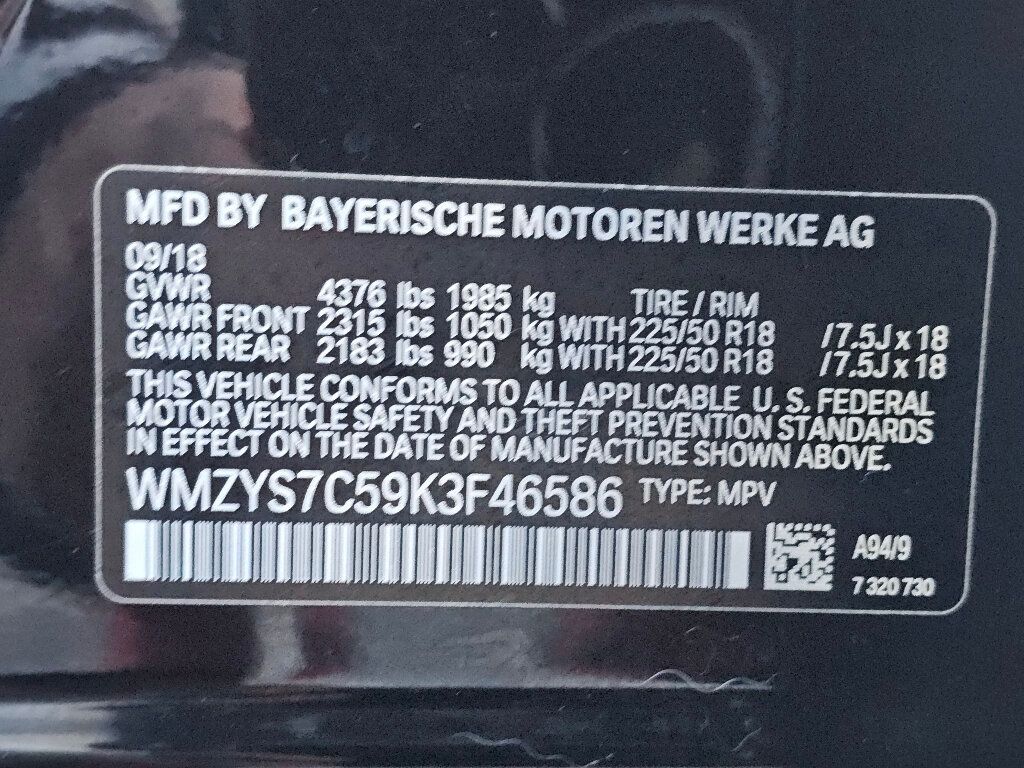 MFD BY BAYERISCHE MOTOREN WERKE AG
09/18
GVWR 4376 lbs 1985 kg TIRE / RIM
GAWR FRONT 2315 lbs 1050 kg WITH 225/50 R18 /7.5J x 18
GAWR REAR 2183 lbs 990 kg WITH 225/50 R18 /7.5J x 18
THIS VEHICLE CONFORMS TO ALL APPLICABLE U. S. FEDERAL
MOTOR VEHICLE SAFETY AND THEFT PREVENTION STANDARDS
IN EFFECT ON THE DATE OF MANUFACTURE SHOWN ABOVE.
WMZYS7C59K3F46586 TYPE: MPV
A94/9
7 320 730